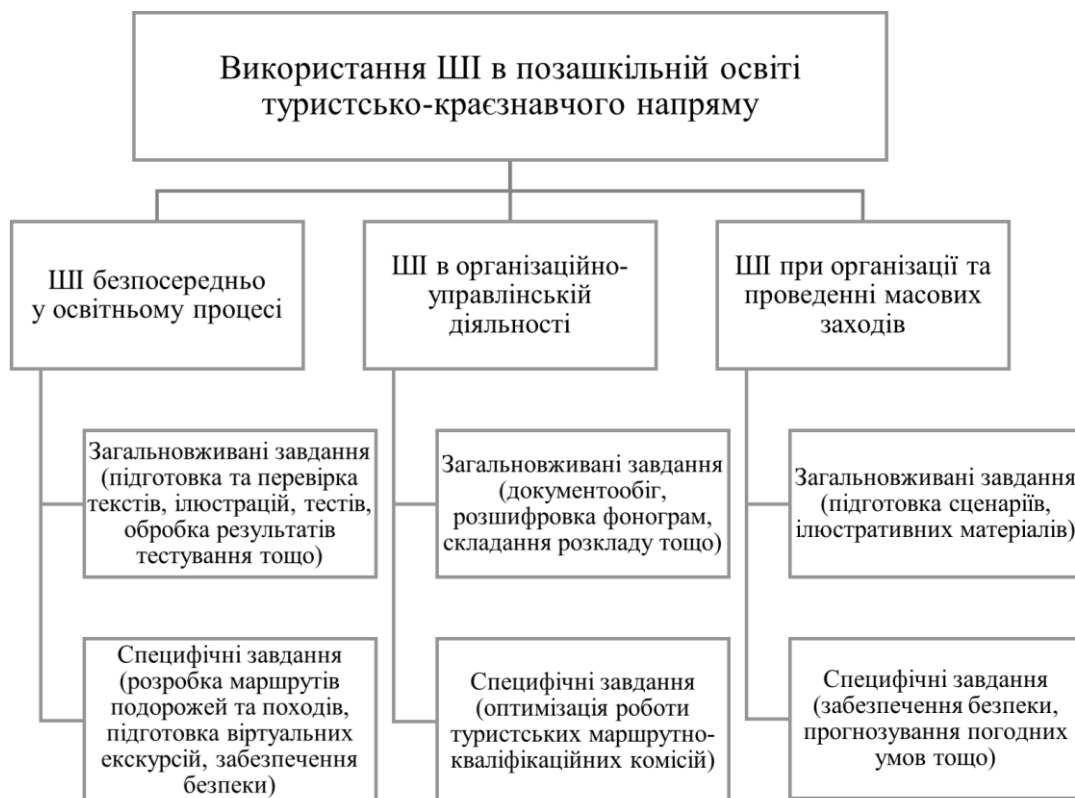 Використання ШІ в позашкільній освіті
туристсько-краєзнавчого напряму
ШІ безпосередньо
у освітньому процесі
Загальновживані завдання
(підготовка та перевірка
текстів, ілюстрацій, тестів,
обробка результатів
тестування тощо)
Специфічні завдання
(розробка маршрутів
подорожей та походів,
підготовка віртуальних
екскурсій, забезпечення
безпеки)
ШІ в організаційно-
управлінській
діяльності
Загальновживані завдання
(документообіг,
розшифровка фонограм,
складання розкладу тощо)
Специфічні завдання
(оптимізація роботи
туристських маршрутно-
кваліфікаційних комісій)
ШІ при організації та
проведенні масових
заходів
Загальновживані завдання
(підготовка сценаріїв,
ілюстративних матеріалів)
Специфічні завдання
(забезпечення безпеки,
прогнозування погодних
умов тощо)